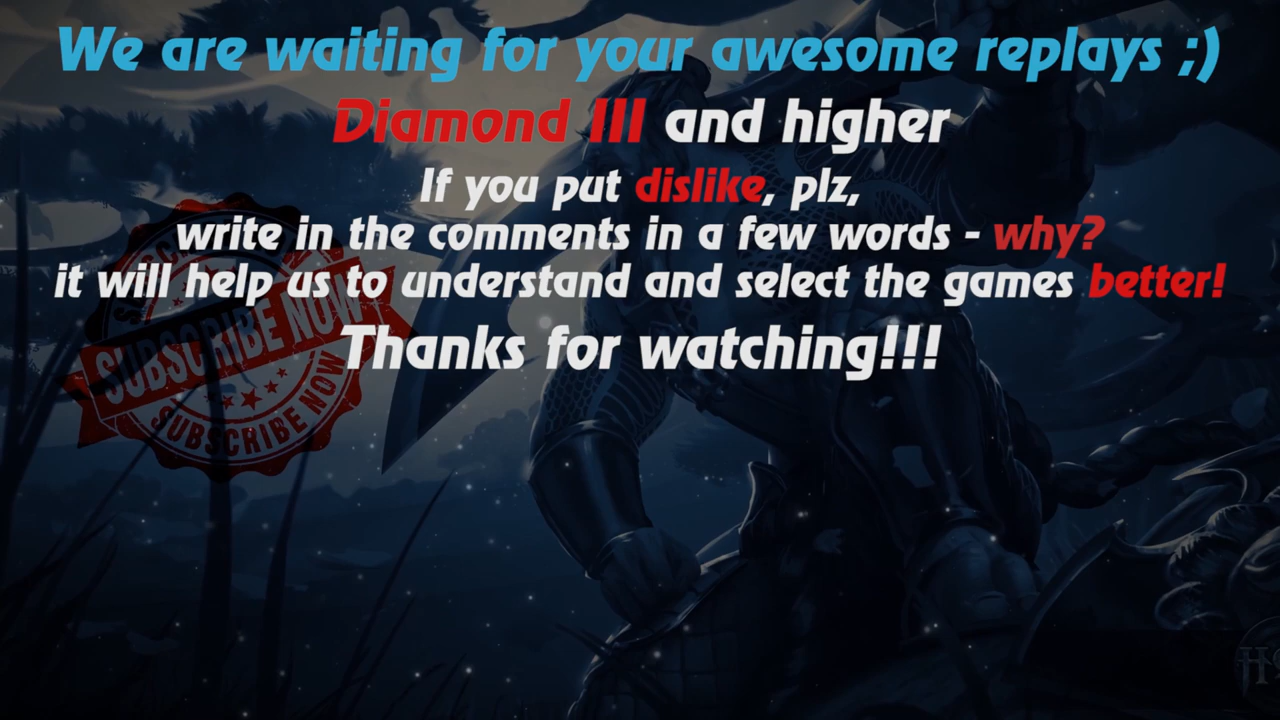 We are waiting for your awesome replays ;)
Diamond III and higher
If you put dislike, plz,
write in the comments in a few words - why?
it will help us to understand and select the games better!
Thanks for watching!!!
SUBSCRIBE NOW
SUBSCRIBE NOW